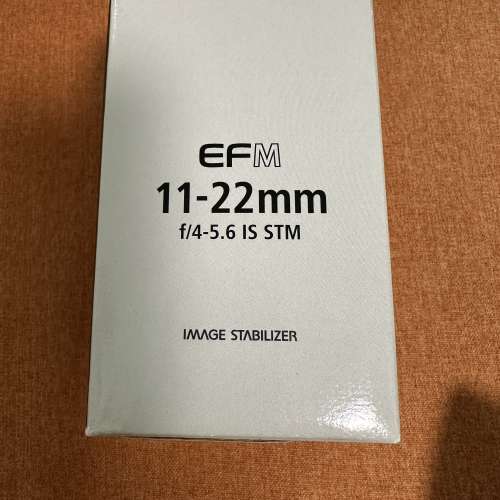 EFM
11-22mm
f/4-5.6 IS STM
IMAGE STABILIZER